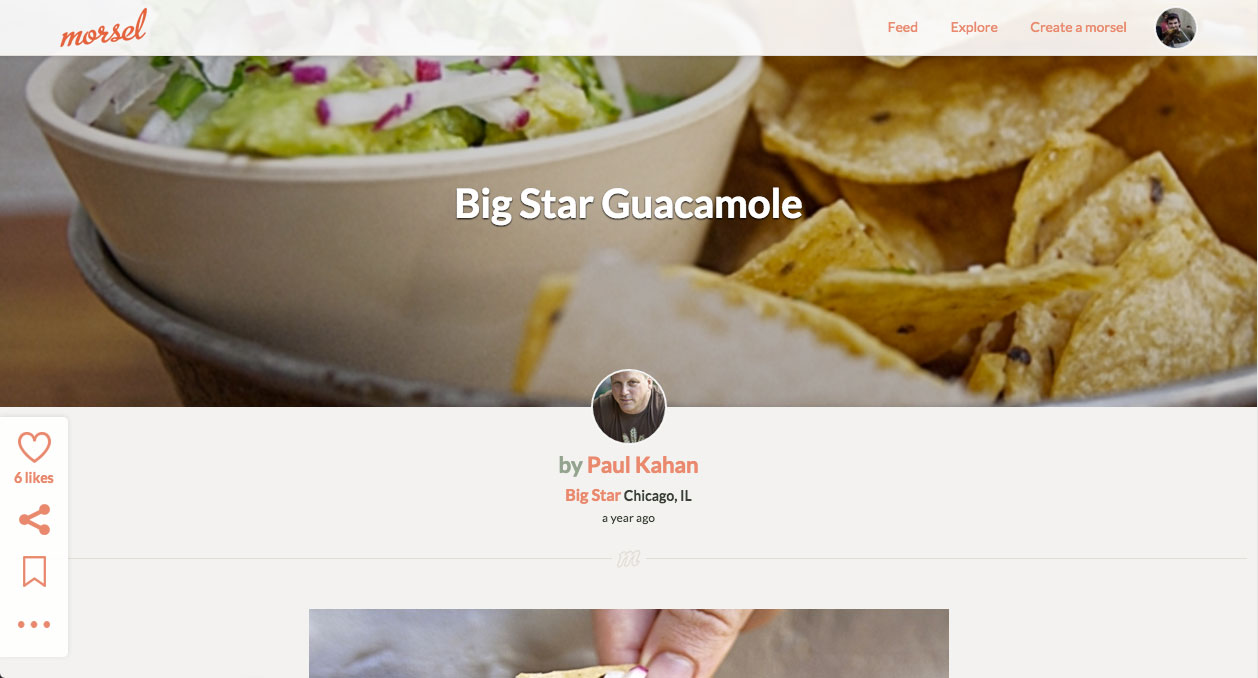 morsel
Feed Explore Create a morsel
Big Star Guacamole
by Paul Kahan
Big Star Chicago, IL
a year ago
m
6 likes